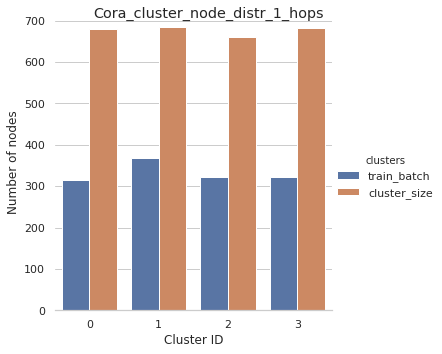 Cora_cluster_node_distr_1_hops
700
600
500
400
300
200
100
0
Number of nodes
0 1 2 3
Cluster ID
clusters
train_batch
cluster_size